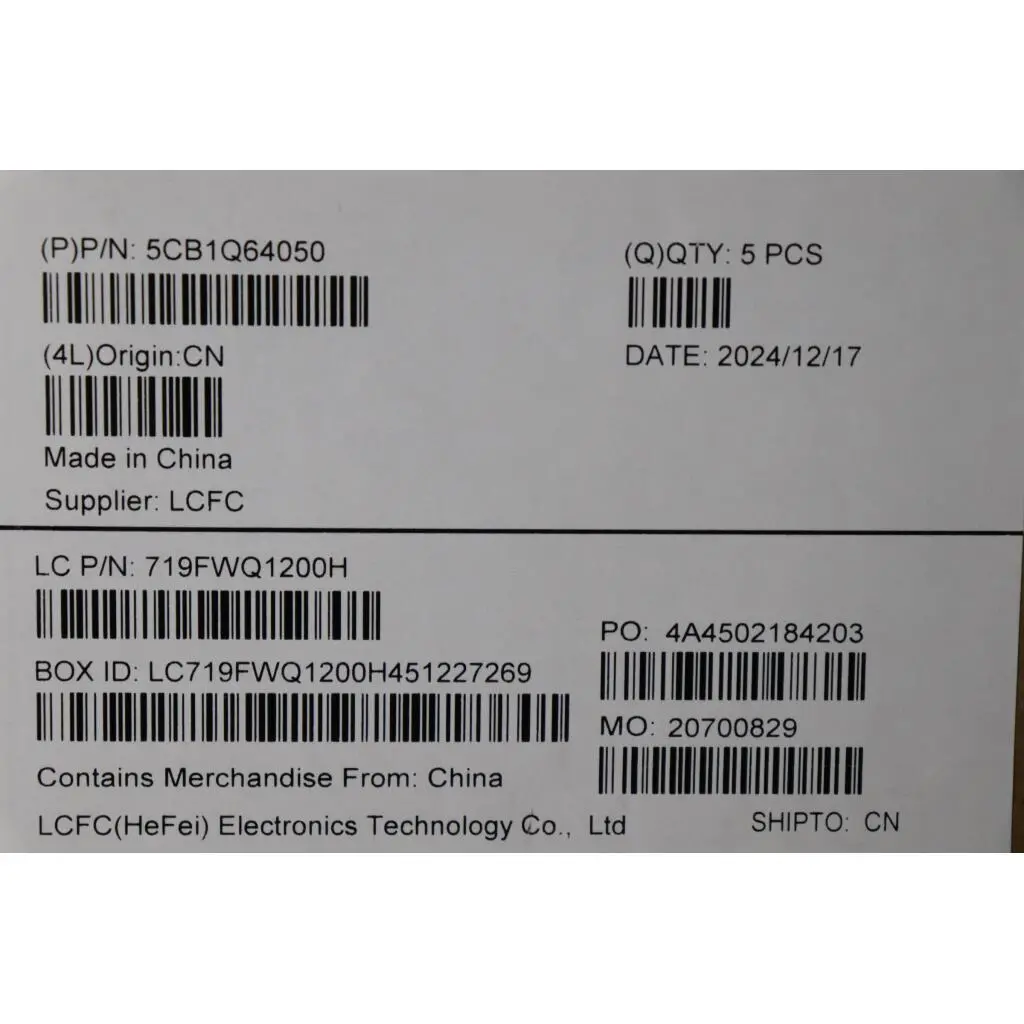 (P)P/N: 5CB1Q64050
(Q)QTY: 5 PCS
(4L)Origin:CN
DATE: 2024/12/17
Made in China
Supplier: LCFC
LC P/N: 719FWQ1200H
PO: 4A4502184203
BOX ID: LC719FWQ1200H451227269
MO: 20700829
Contains Merchandise From: China
LCFC(HeFei) Electronics Technology Co., Ltd
SHIPTO: CN